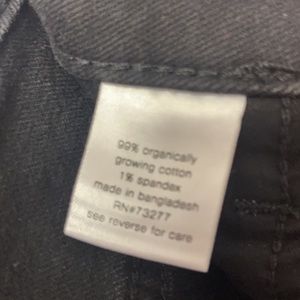 99% organically
growing cotton
1% spandex
made in bangladesh
RN#73277
see reverse for care